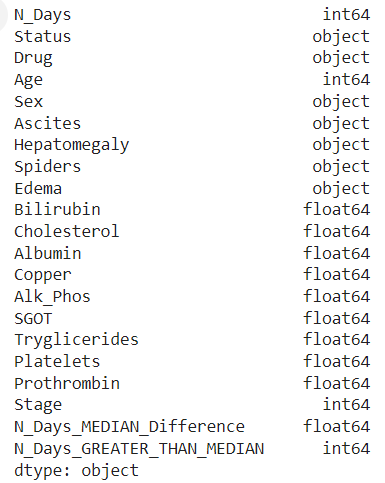 N_Days int64
Status object
Drug object
Age int64
Sex object
Ascites object
Hepatomegaly object
Spiders object
Edema object
Bilirubin float64
Cholesterol float64
Albumin float64
Copper float64
Alk_Phos float64
SGOT float64
Tryglicerides float64
Platelets float64
Prothrombin float64
Stage int64
N_Days_MEDIAN_Difference float64
N_Days_GREATER_THAN_MEDIAN int64
dtype: object